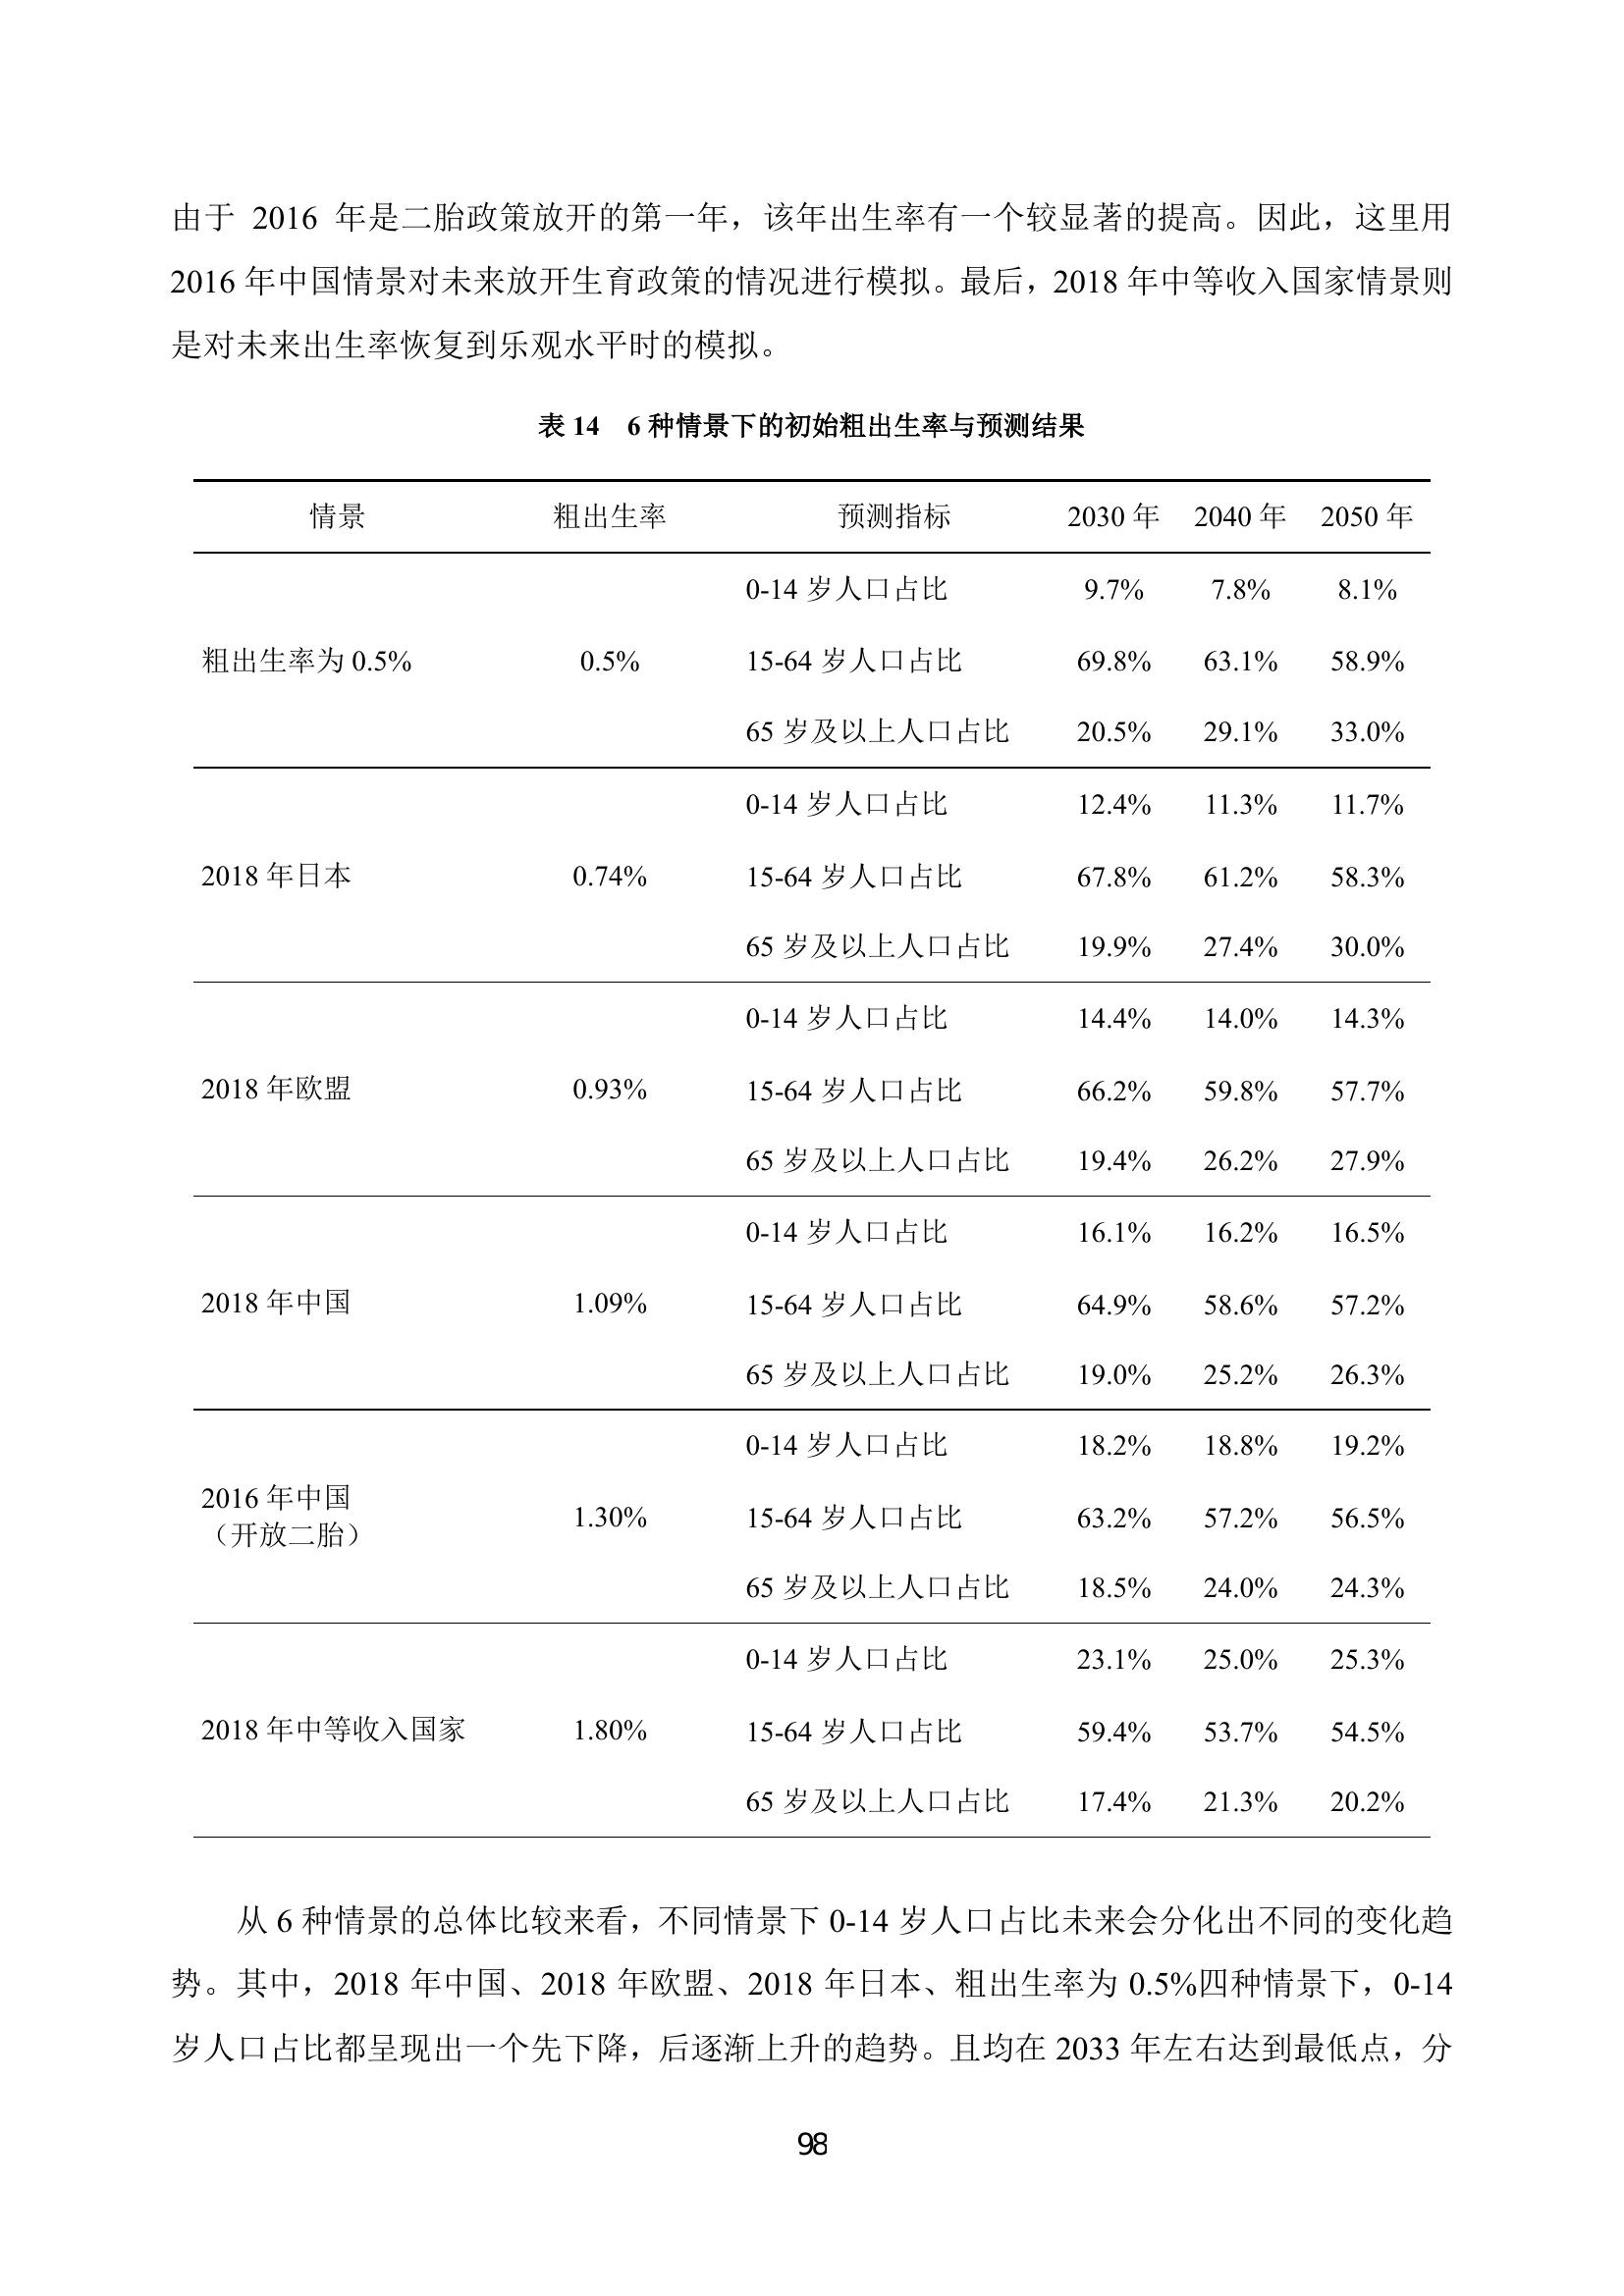 由于 2016 年是二胎政策放开的第一年，该年出生率有一个较显著的提高。因此，这里用
2016 年中国情景对未来放开生育政策的情况进行模拟。最后，2018 年中等收入国家情景则
是对未来出生率恢复到乐观水平时的模拟。
表 14 6 种情景下的初始粗出生率与预测结果
情景 粗出生率 预测指标 2030 年 2040 年 2050 年
0-14 岁人口占比 9.7% 7.8% 8.1%
粗出生率为 0.5% 0.5% 15-64 岁人口占比 69.8% 63.1% 58.9%
65 岁及以上人口占比 20.5% 29.1% 33.0%
0-14 岁人口占比 12.4% 11.3% 11.7%
2018 年日本 0.74% 15-64 岁人口占比 67.8% 61.2% 58.3%
65 岁及以上人口占比 19.9% 27.4% 30.0%
0-14 岁人口占比 14.4% 14.0% 14.3%
2018 年欧盟 0.93% 15-64 岁人口占比 66.2% 59.8% 57.7%
65 岁及以上人口占比 19.4% 26.2% 27.9%
0-14 岁人口占比 16.1% 16.2% 16.5%
2018 年中国 1.09% 15-64 岁人口占比 64.9% 58.6% 57.2%
65 岁及以上人口占比 19.0% 25.2% 26.3%
0-14 岁人口占比 18.2% 18.8% 19.2%
2016 年中国
（开放二胎） 1.30% 15-64 岁人口占比 63.2% 57.2% 56.5%
65 岁及以上人口占比 18.5% 24.0% 24.3%
0-14 岁人口占比 23.1% 25.0% 25.3%
2018 年中等收入国家 1.80% 15-64 岁人口占比 59.4% 53.7% 54.5%
65 岁及以上人口占比 17.4% 21.3% 20.2%
从 6 种情景的总体比较来看，不同情景下 0-14 岁人口占比未来会分化出不同的变化趋
势。其中，2018 年中国、2018 年欧盟、2018 年日本、粗出生率为 0.5%四种情景下，0-14
岁人口占比都呈现出一个先下降，后逐渐上升的趋势。且均在 2033 年左右达到最低点，分
98